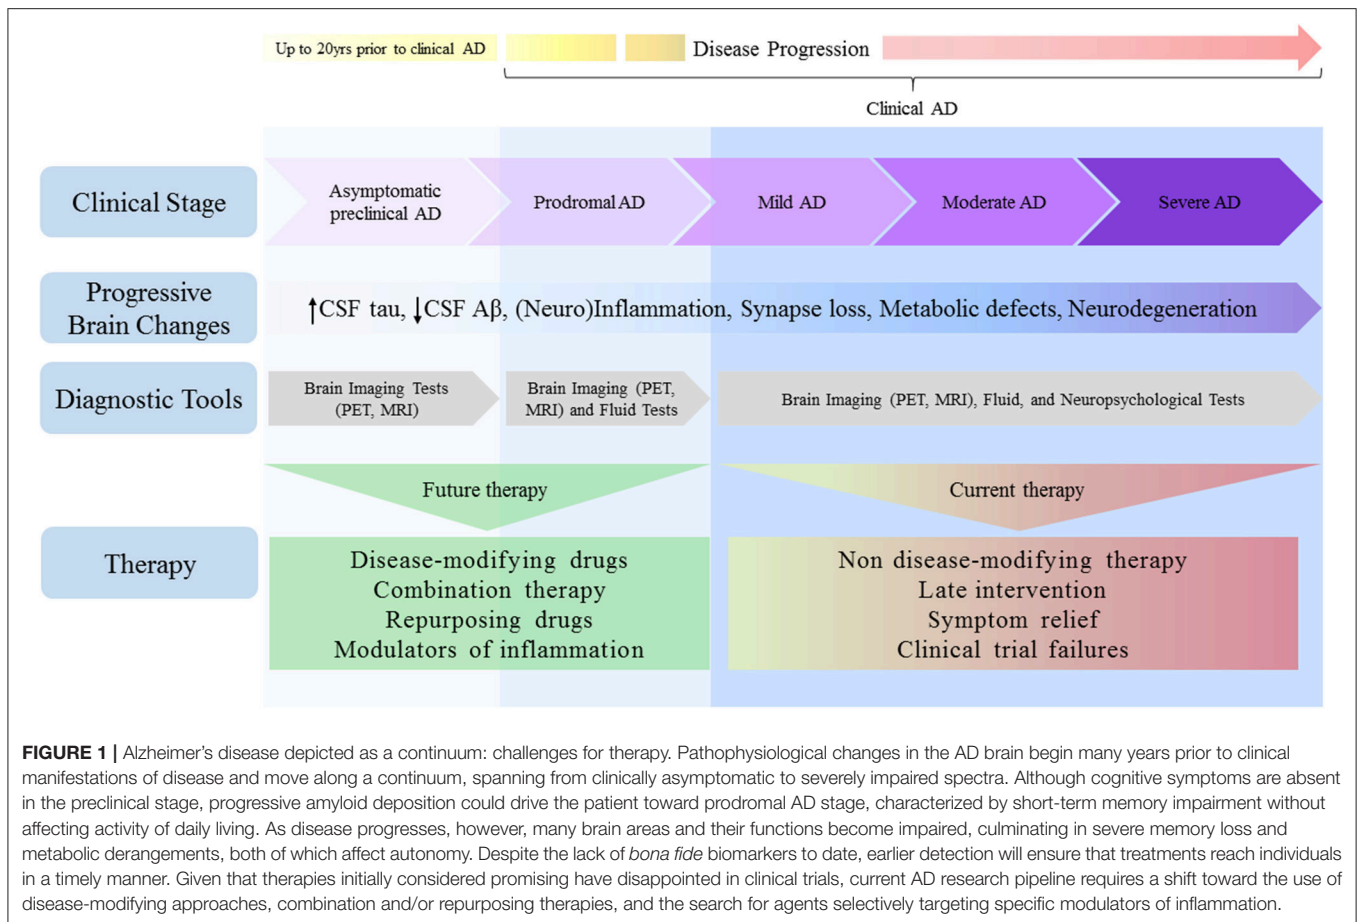 Up to 20yrs prior to clinical AD
Disease Progression
Clinical AD
Clinical Stage
Asymptomatic
preclinical AD
Prodromal AD
Mild AD
Moderate AD
Severe AD
Progressive
Brain Changes
↑CSF tau, ↓CSF Aβ, (Neuro)Inflammation, Synapse loss, Metabolic defects, Neurodegeneration
Diagnostic Tools
Brain Imaging Tests
(PET, MRI)
Brain Imaging (PET,
MRI) and Fluid Tests
Brain Imaging (PET, MRI), Fluid, and Neuropsychological Tests
Future therapy
Current therapy
Therapy
Disease-modifying drugs
Combination therapy
Repurposing drugs
Modulators of inflammation
Non disease-modifying therapy
Late intervention
Symptom relief
Clinical trial failures
FIGURE 1 | Alzheimer's disease depicted as a continuum: challenges for therapy. Pathophysiological changes in the AD brain begin many years prior to clinical
manifestations of disease and move along a continuum, spanning from clinically asymptomatic to severely impaired spectra. Although cognitive symptoms are absent
in the preclinical stage, progressive amyloid deposition could drive the patient toward prodromal AD stage, characterized by short-term memory impairment without
affecting activity of daily living. As disease progresses, however, many brain areas and their functions become impaired, culminating in severe memory loss and
metabolic derangements, both of which affect autonomy. Despite the lack of bona fide biomarkers to date, earlier detection will ensure that treatments reach individuals
in a timely manner. Given that therapies initially considered promising have disappointed in clinical trials, current AD research pipeline requires a shift toward the use of
disease-modifying approaches, combination and/or repurposing therapies, and the search for agents selectively targeting specific modulators of inflammation.